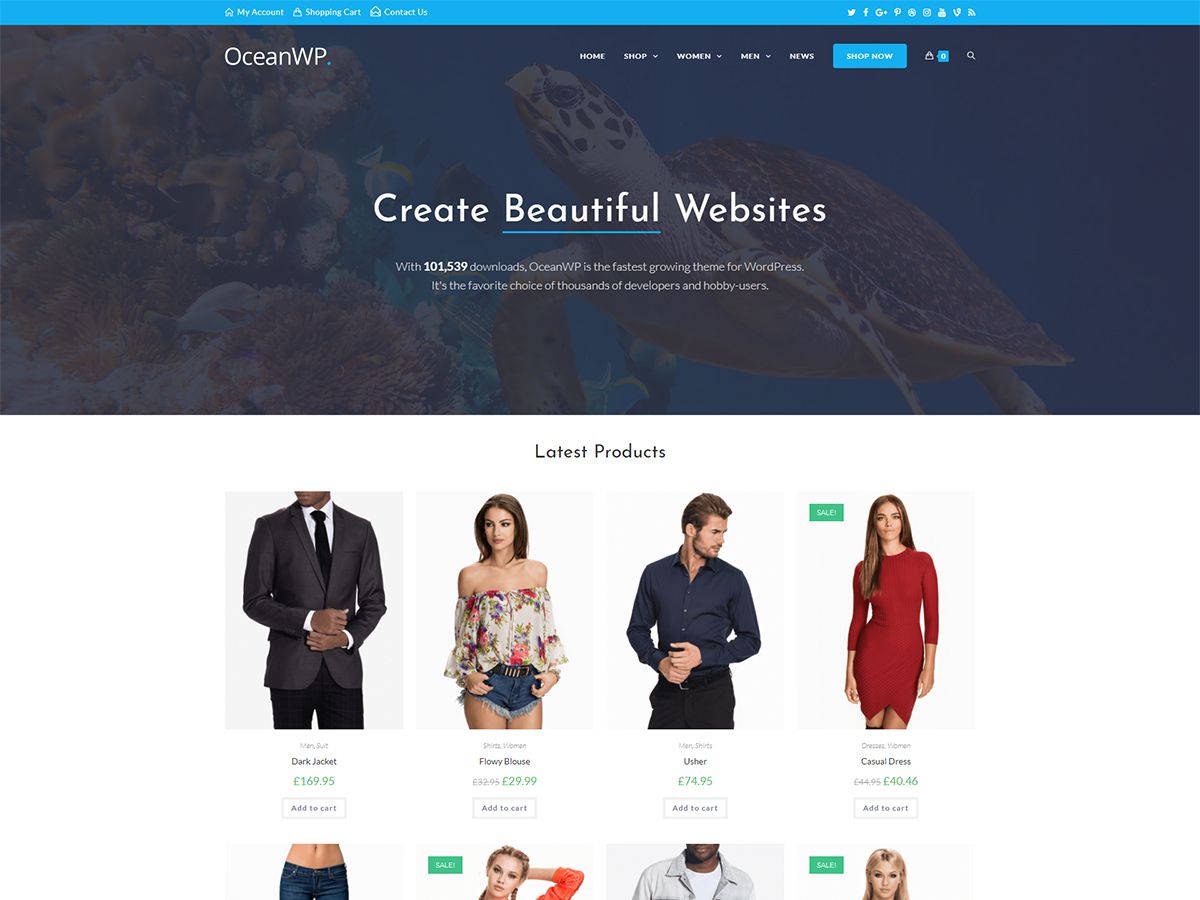 My Account Shopping Cart Contact Us
OceanWP.
HOME SHOP WOMEN MEN NEWS SHOP NOW 0
Create Beautiful Websites
With 101,539 downloads, OceanWP is the fastest growing theme for WordPress.
It's the favorite choice of thousands of developers and hobby-users.
Latest Products
SALE!
Men, Suit
Dark Jacket
£169.95
Add to cart
Shirts, Women
Flowy Blouse
£32.95 £29.99
Add to cart
Men, Shirts
Usher
£74.95
Add to cart
Dresses, Women
Casual Dress
£44.95 £40.46
Add to cart
SALE!
SALE!